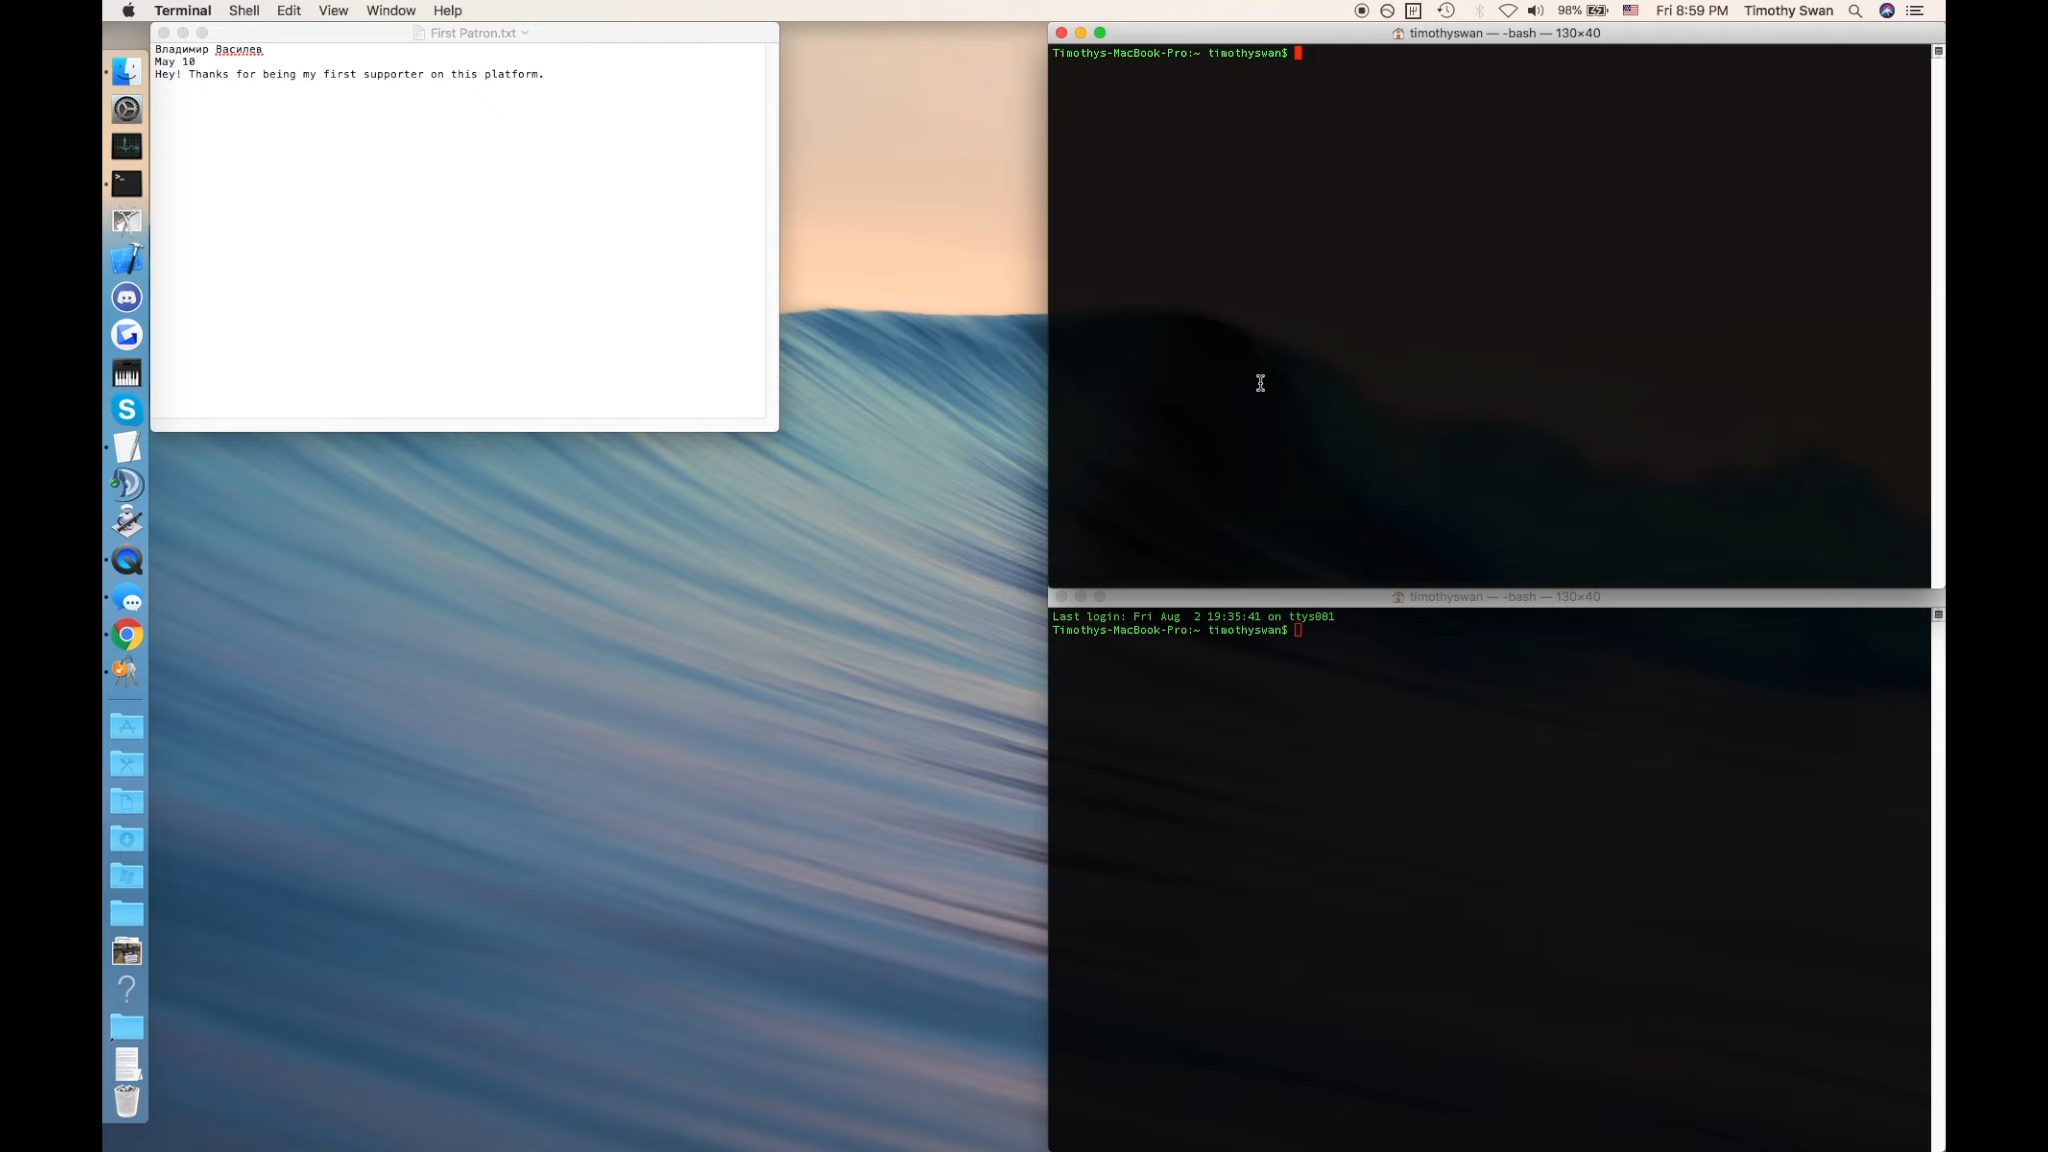 Terminal Shell Edit View Window Help
98% Fri 8:59 PM Timothy Swan
First Patron.txt
Владимир Василев
May 10
Hey! Thanks for being my first supporter on this platform.
timothyswan — -bash — 130×40
Timothys-MacBook-Pro:~ timothyswan$
timothyswan — -bash — 130×40
Last login: Fri Aug  2 19:35:41 on ttys001
Timothys-MacBook-Pro:~ timothyswan$